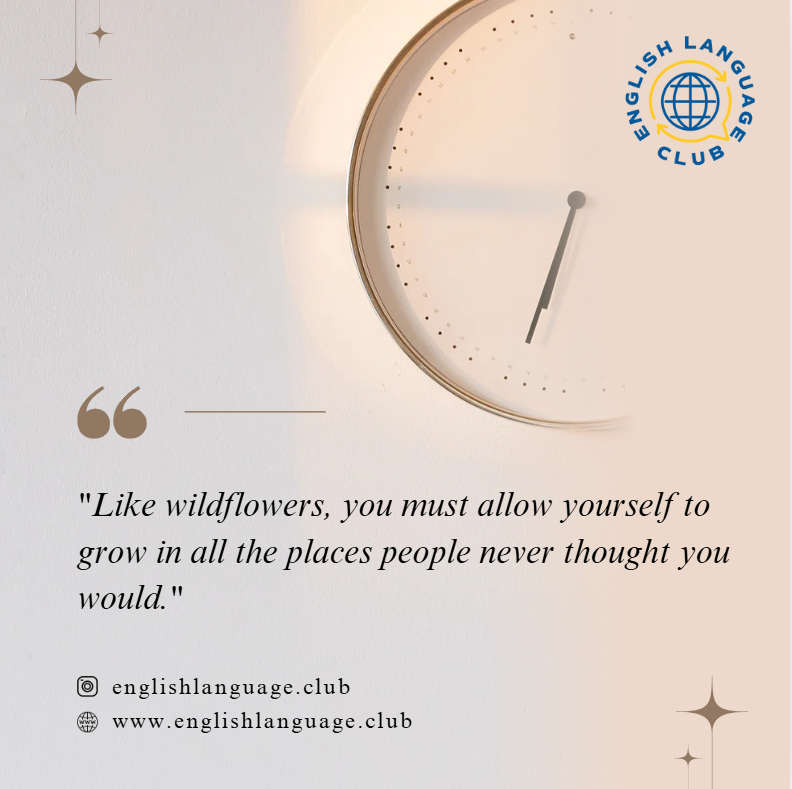 ENGLISH LANGUAGE
CLUB
"Like wildflowers, you must allow yourself to
grow in all the places people never thought you
would."
englishlanguage.club
www.englishlanguage.club